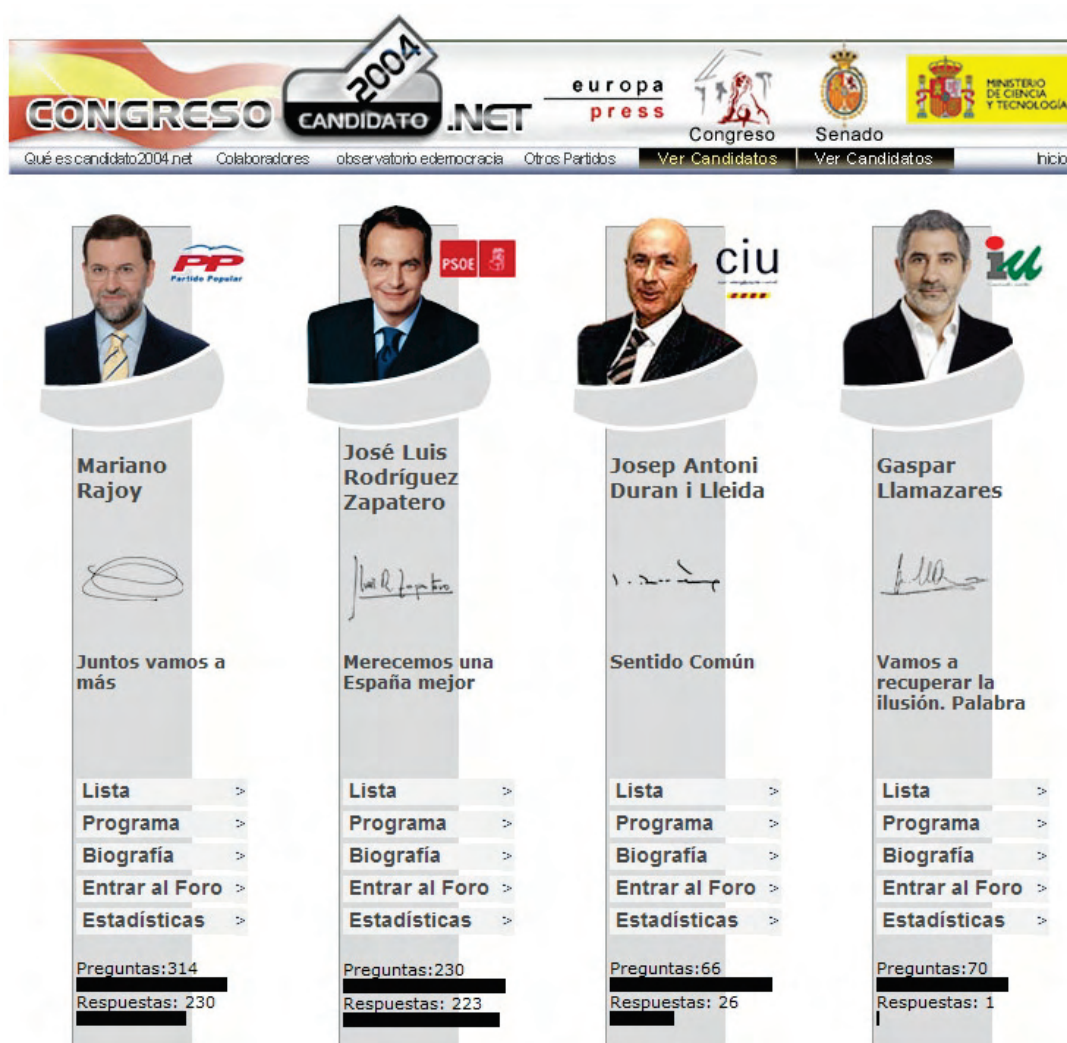 2004
CONGRESO CANDIDATO .NET
europa
press
Congreso
Senado
MINISTERIO
DE CIENCIA
Y TECNOLOGÍA
Qué es candidato2004.net Colaboradores observatorio edemocracia Otros Partidos Ver Candidatos Ver Candidatos Inicio
PP
Partido Popular
PSOE
ciu
iu
Mariano
Rajoy
Juntos vamos a
más
Lista >
Programa >
Biografía >
Entrar al Foro >
Estadísticas >
Preguntas:314
Respuestas: 230
José Luis
Rodríguez
Zapatero
Merecemos una
España mejor
Lista >
Programa >
Biografía >
Entrar al Foro >
Estadísticas >
Preguntas:230
Respuestas: 223
Josep Antoni
Duran i Lleida
Sentido Común
Lista >
Programa >
Biografía >
Entrar al Foro >
Estadísticas >
Preguntas:66
Respuestas: 26
Gaspar
Llamazares
Vamos a
recuperar la
ilusión. Palabra
Lista >
Programa >
Biografía >
Entrar al Foro >
Estadísticas >
Preguntas:70
Respuestas: 1